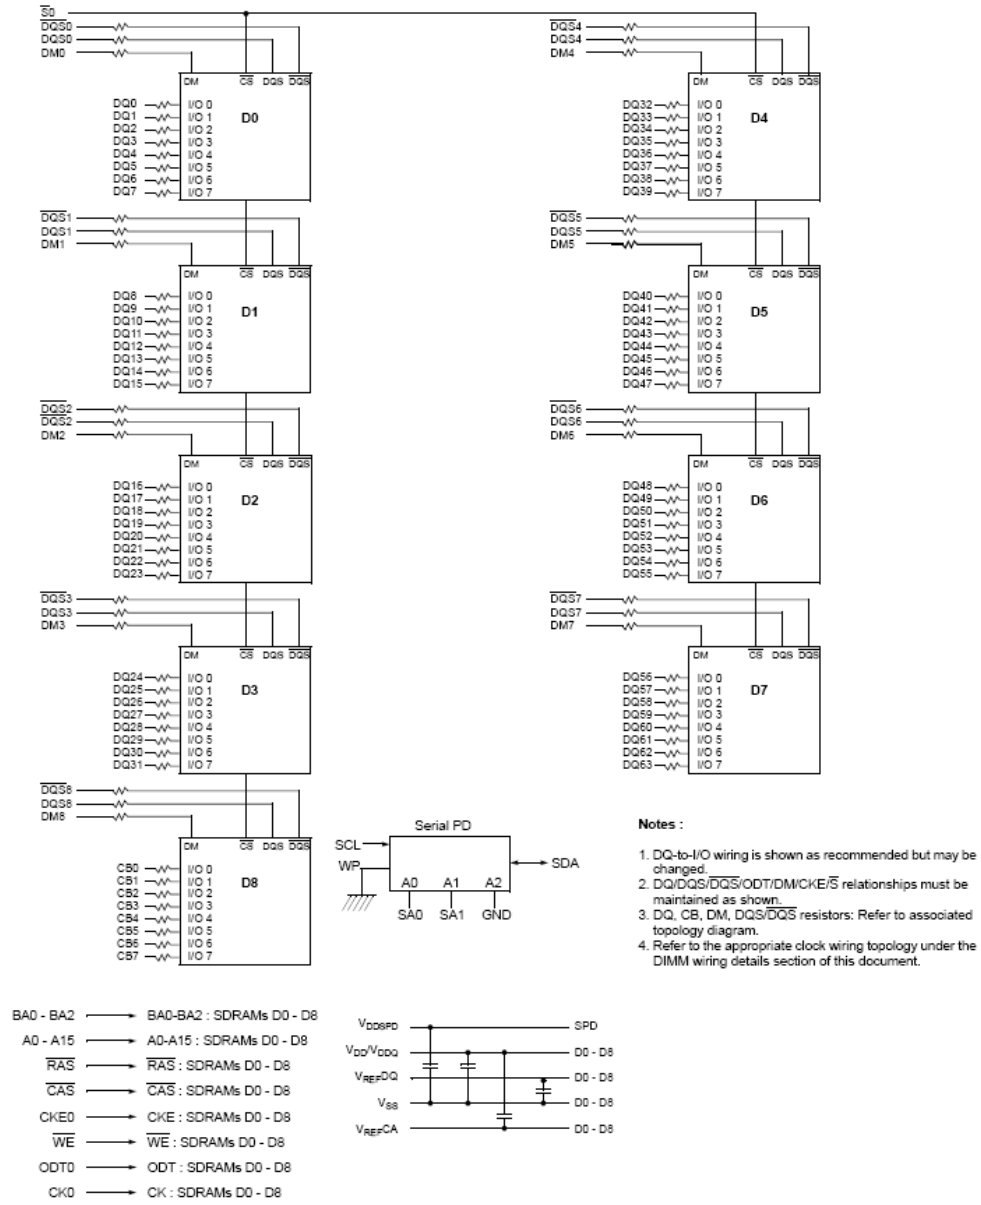 S0
DQS0
DQS0
DM0
DM CS DQS DQS
D0
DQ0 I/O 0
DQ1 I/O 1
DQ2 I/O 2
DQ3 I/O 3
DQ4 I/O 4
DQ5 I/O 5
DQ6 I/O 6
DQ7 I/O 7
DQS1
DQS1
DM1
DM CS DQS DQS
D1
DQ8 I/O 0
DQ9 I/O 1
DQ10 I/O 2
DQ11 I/O 3
DQ12 I/O 4
DQ13 I/O 5
DQ14 I/O 6
DQ15 I/O 7
DQS2
DQS2
DM2
DM CS DQS DQS
D2
DQ16 I/O 0
DQ17 I/O 1
DQ18 I/O 2
DQ19 I/O 3
DQ20 I/O 4
DQ21 I/O 5
DQ22 I/O 6
DQ23 I/O 7
DQS3
DQS3
DM3
DM CS DQS DQS
D3
DQ24 I/O 0
DQ25 I/O 1
DQ26 I/O 2
DQ27 I/O 3
DQ28 I/O 4
DQ29 I/O 5
DQ30 I/O 6
DQ31 I/O 7
DQS8
DQS8
DM8
DM CS DQS DQS
D8
CB0 I/O 0
CB1 I/O 1
CB2 I/O 2
CB3 I/O 3
CB4 I/O 4
CB5 I/O 5
CB6 I/O 6
CB7 I/O 7
DQS4
DQS4
DM4
DM CS DQS DQS
D4
DQ32 I/O 0
DQ33 I/O 1
DQ34 I/O 2
DQ35 I/O 3
DQ36 I/O 4
DQ37 I/O 5
DQ38 I/O 6
DQ39 I/O 7
DQS5
DQS5
DM5
DM CS DQS DQS
D5
DQ40 I/O 0
DQ41 I/O 1
DQ42 I/O 2
DQ43 I/O 3
DQ44 I/O 4
DQ45 I/O 5
DQ46 I/O 6
DQ47 I/O 7
DQS6
DQS6
DM6
DM CS DQS DQS
D6
DQ48 I/O 0
DQ49 I/O 1
DQ50 I/O 2
DQ51 I/O 3
DQ52 I/O 4
DQ53 I/O 5
DQ54 I/O 6
DQ55 I/O 7
DQS7
DQS7
DM7
DM CS DQS DQS
D7
DQ56 I/O 0
DQ57 I/O 1
DQ58 I/O 2
DQ59 I/O 3
DQ60 I/O 4
DQ61 I/O 5
DQ62 I/O 6
DQ63 I/O 7
Serial PD
SCL
WP
SDA
A0 A1 A2
SA0 SA1 GND
Notes :
1. DQ-to-I/O wiring is shown as recommended but may be
changed.
2. DQ/DQS/DQS/ODT/DM/CKE/S relationships must be
maintained as shown.
3. DQ, CB, DM, DQS/DQS resistors: Refer to associated
topology diagram.
4. Refer to the appropriate clock wiring topology under the
DIMM wiring details section of this document.
BA0 - BA2 BA0-BA2 : SDRAMs D0 - D8
A0 - A15 A0-A15 : SDRAMs D0 - D8
RAS RAS : SDRAMs D0 - D8
CAS CAS : SDRAMs D0 - D8
CKE0 CKE : SDRAMs D0 - D8
WE WE : SDRAMs D0 - D8
ODT0 ODT : SDRAMs D0 - D8
CK0 CK : SDRAMs D0 - D8
VDDSPD SPD
VDD/VDDQ D0 - D8
VREFDQ D0 - D8
VSS D0 - D8
VREFCA D0 - D8